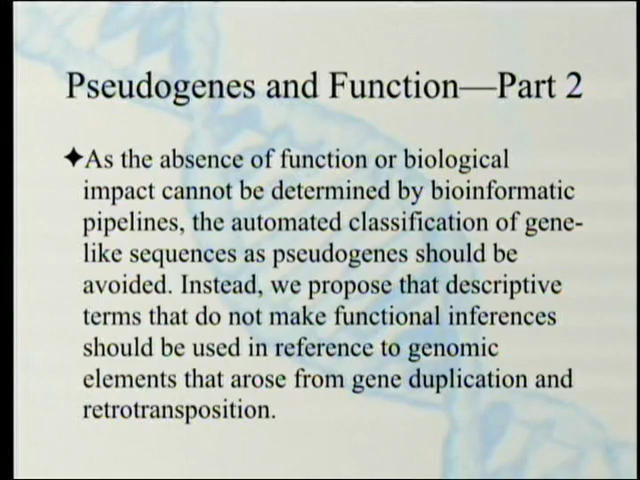 Pseudogenes and Function—Part 2
✦As the absence of function or biological
impact cannot be determined by bioinformatic
pipelines, the automated classification of gene-
like sequences as pseudogenes should be
avoided. Instead, we propose that descriptive
terms that do not make functional inferences
should be used in reference to genomic
elements that arose from gene duplication and
retrotransposition.